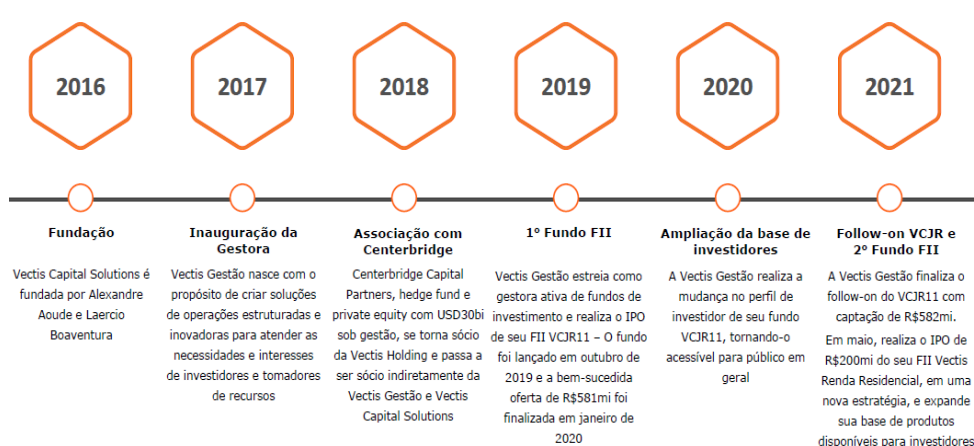 2016
2017
2018
2019
2020
2021
Fundação
Vectis Capital Solutions é
fundada por Alexandre
Aoude e Laercio
Boaventura
Inauguração da
Gestora
Vectis Gestão nasce com o
propósito de criar soluções
de operações estruturadas e
inovadoras para atender as
necessidades e interesses
de investidores e tomadores
de recursos
Associação com
Centerbridge
Centerbridge Capital
Partners, hedge fund e
private equity com USD30bi
sob gestão, se torna sócio
da Vectis Holding e passa a
ser sócio indiretamente da
Vectis Gestão e Vectis
Capital Solutions
1º Fundo FII
Vectis Gestão estreia como
gestora ativa de fundos de
investimento e realiza o IPO
de seu FII VCJR11 – O fundo
foi lançado em outubro de
2019 e a bem-sucedida
oferta de R$581mi foi
finalizada em janeiro de
2020
Ampliação da base de
investidores
A Vectis Gestão realiza a
mudança no perfil de
investidor de seu fundo
VCJR11, tornando-o
acessível para público em
geral
Follow-on VCJR e
2º Fundo FII
A Vectis Gestão finaliza o
follow-on do VCJR11 com
captação de R$582mi.
Em maio, realiza o IPO de
R$200mi do seu FII Vectis
Renda Residencial, em uma
nova estratégia, e expande
sua base de produtos
disponíveis para investidores